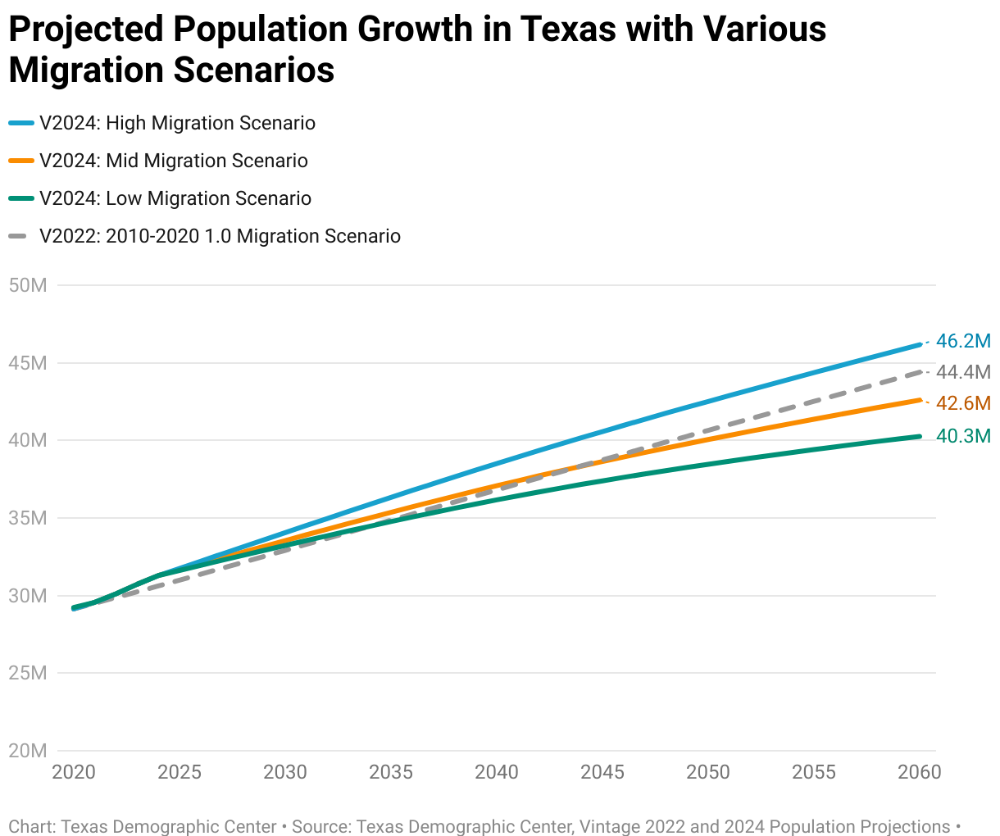 Projected Population Growth in Texas with Various
Migration Scenarios
V2024: High Migration Scenario
V2024: Mid Migration Scenario
V2024: Low Migration Scenario
V2022: 2010-2020 1.0 Migration Scenario
50M
46.2M
45M
44.4M
42.6M
40M
40.3M
35M
30M
25M
20M
2020 2025 2030 2035 2040 2045 2050 2055 2060
Chart: Texas Demographic Center • Source: Texas Demographic Center, Vintage 2022 and 2024 Population Projections •